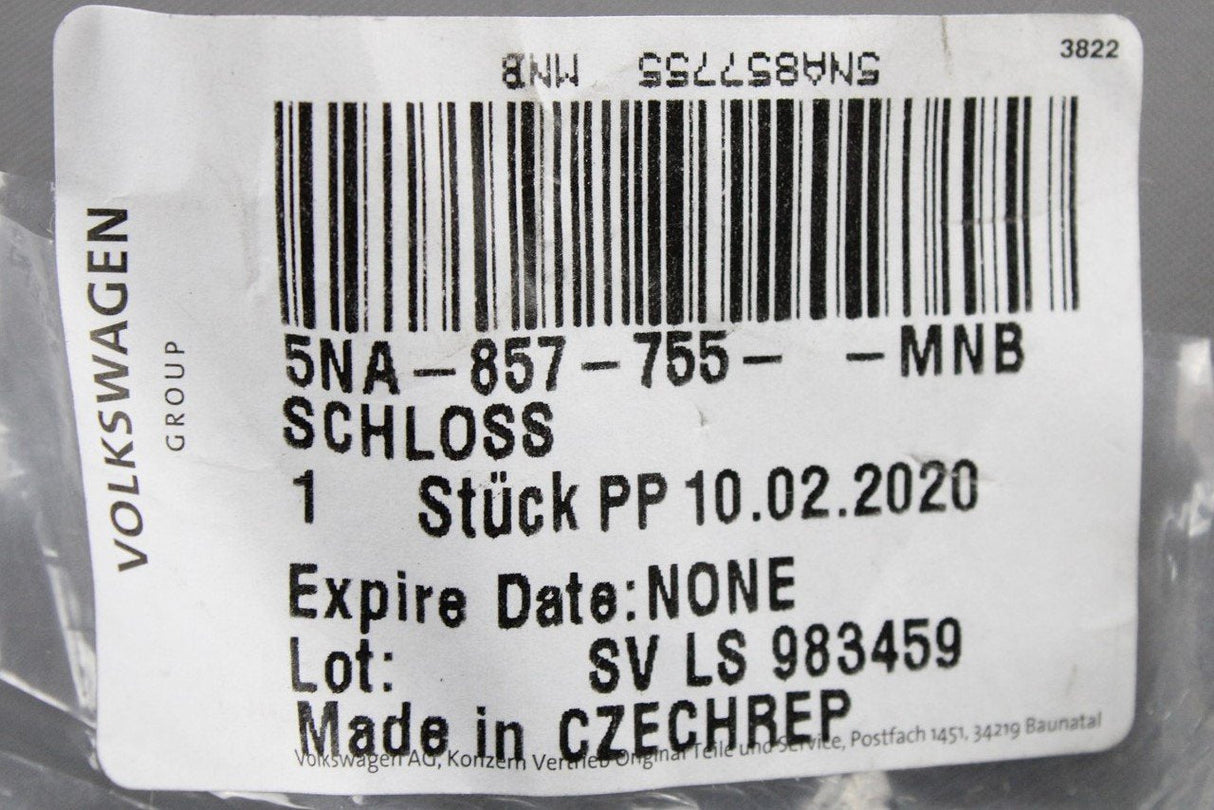 3822
5NA857755 MNB
VOLKSWAGEN
GROUP
5NA-857-755- -MNB
SCHLOSS
1 Stück PP 10.02.2020
Expire Date:NONE
Lot: SV LS 983459
Made in CZECHREP
Volkswagen AG, Konzern Vertrieb Original Teile und Service, Postfach 1451, 34219 Baunatal